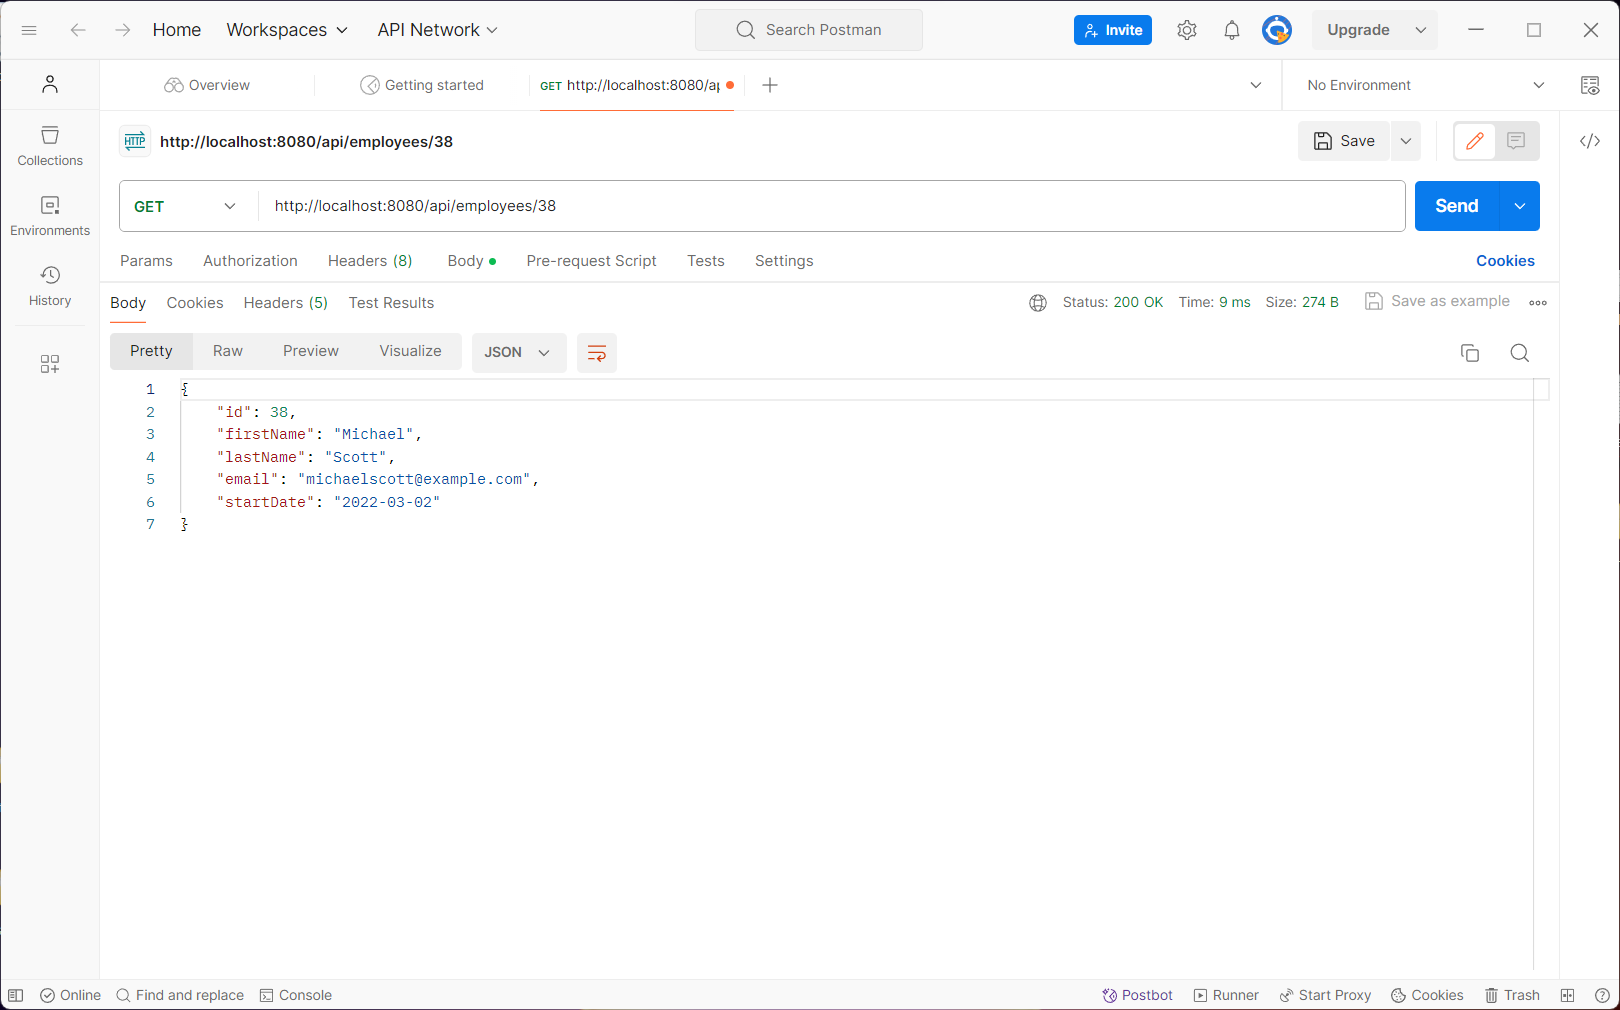 Home Workspaces API Network Search Postman Invite Upgrade
Overview Getting started GET http://localhost:8080/ap No Environment
HTTP http://localhost:8080/api/employees/38 Save
Collections
GET http://localhost:8080/api/employees/38 Send
Environments
Params Authorization Headers (8) Body Pre-request Script Tests Settings Cookies
History
Body Cookies Headers (5) Test Results Status: 200 OK Time: 9 ms Size: 274 B Save as example
Pretty Raw Preview Visualize JSON
1 {
2 "id": 38,
3 "firstName": "Michael",
4 "lastName": "Scott",
5 "email": "michaelscott@example.com",
6 "startDate": "2022-03-02"
7 }
Online Find and replace Console Postbot Runner Start Proxy Cookies Trash